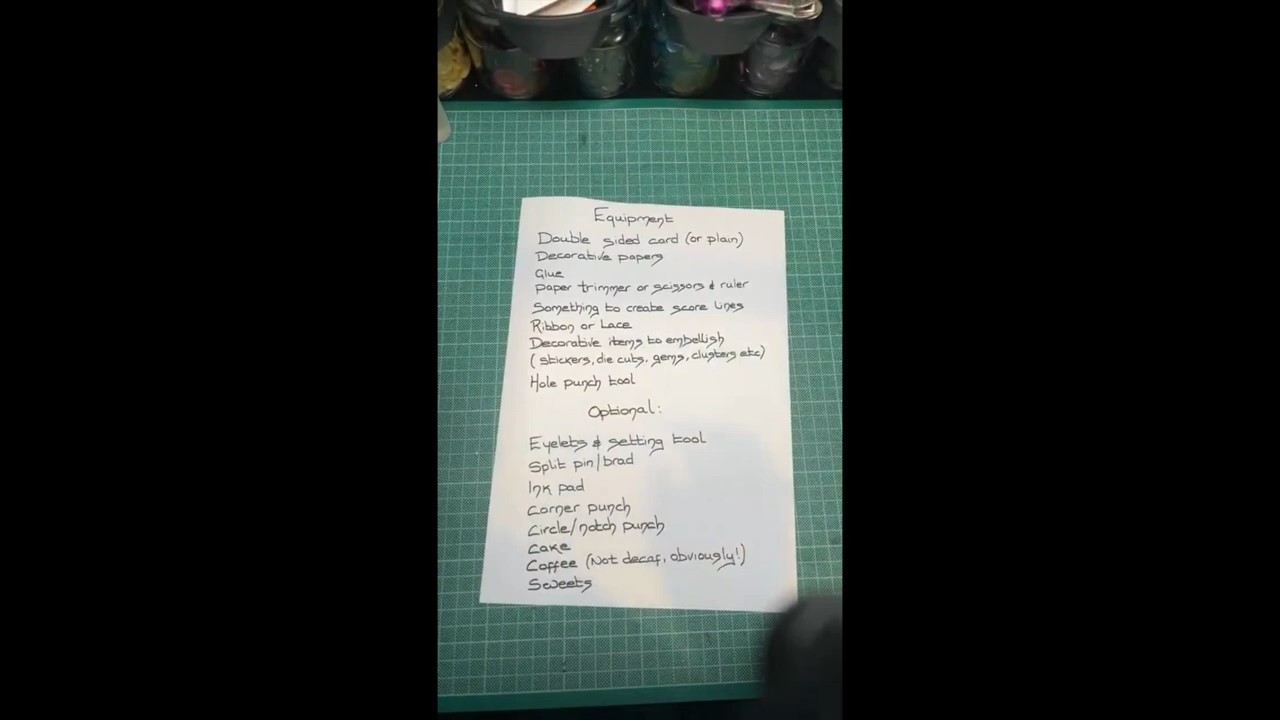 Equipment
Double sided card (or plain)
Decorative papers
Glue
paper trimmer or scissors & ruler
Something to create score lines
Ribbon or Lace
Decorative items to embellish
(stickers, die cuts, gems, clusters etc)
Hole punch tool
Optional:
Eyelets & setting tool
Split pin/brad
Ink pad
Corner punch
Circle/notch punch
Cake
Coffee (Not decaf, obviously!)
Sweets